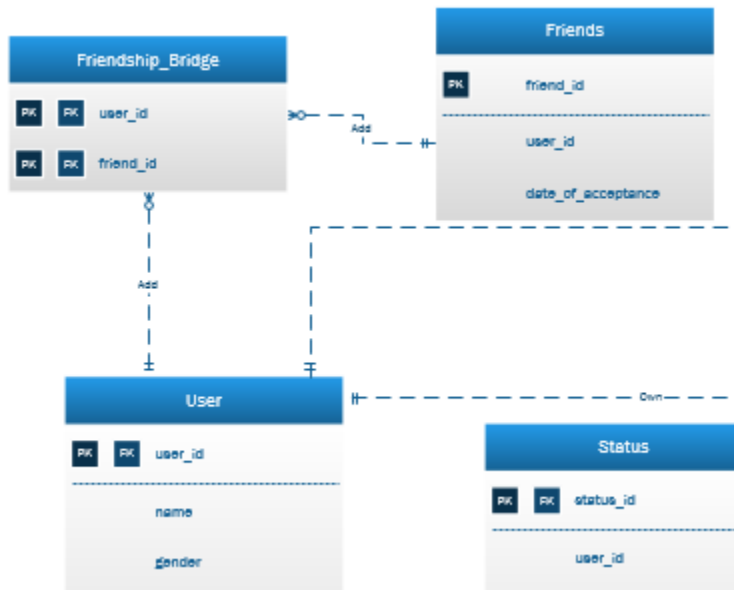 Friendship_Bridge
PK FK user_id
PK FK friend_id
Friends
PK friend_id
user_id
date_of_acceptance
Add
Add
User
PK FK user_id
name
gender
Own
Status
PK FK status_id
user_id